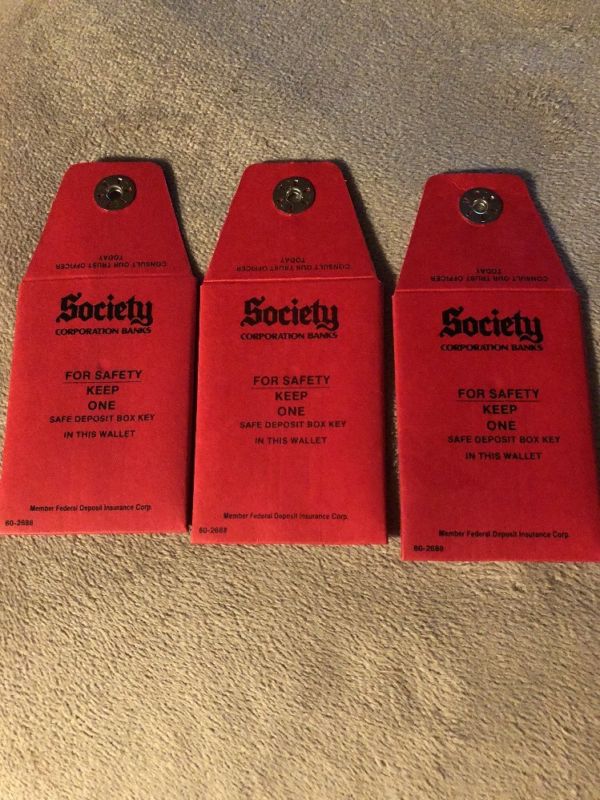 CONSULT OUR TRUST OFFICER
TODAY
Society
CORPORATION BANKS
FOR SAFETY
KEEP
ONE
SAFE DEPOSIT BOX KEY
IN THIS WALLET
Member Federal Deposit Insurance Corp.
60-2688
CONSULT OUR TRUST OFFICER
TODAY
Society
CORPORATION BANKS
FOR SAFETY
KEEP
ONE
SAFE DEPOSIT BOX KEY
IN THIS WALLET
Member Federal Deposit Insurance Corp.
60-2688
CONSULT OUR TRUST OFFICER
TODAY
Society
CORPORATION BANKS
FOR SAFETY
KEEP
ONE
SAFE DEPOSIT BOX KEY
IN THIS WALLET
Member Federal Deposit Insurance Corp.
60-2688